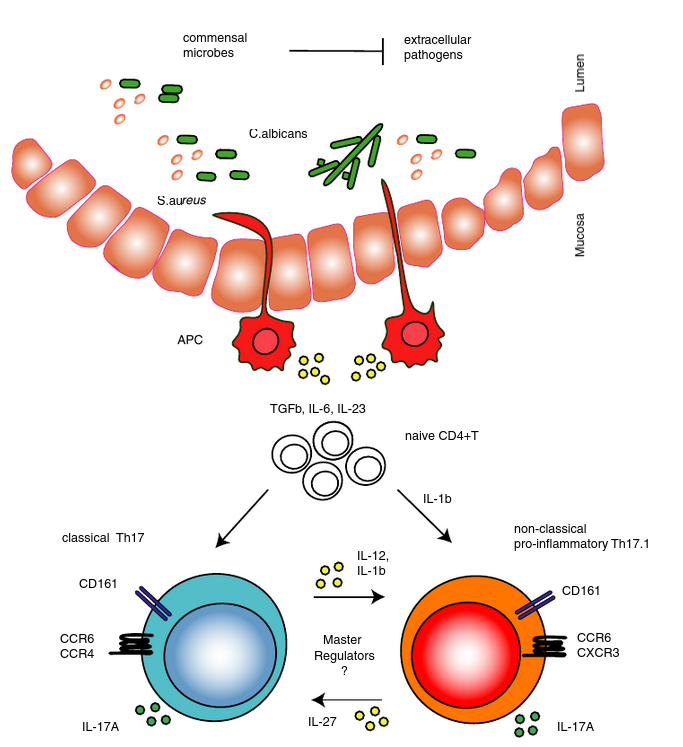 commensal
microbes
extracellular
pathogens
Lumen
C.albicans
S.aureus
Mucosa
APC
TGFb, IL-6, IL-23
naive CD4+T
IL-1b
classical Th17
non-classical
pro-inflammatory Th17.1
IL-12,
IL-1b
CD161
CD161
CCR6
CCR4
Master
Regulators
?
CCR6
CXCR3
IL-17A
IL-27
IL-17A